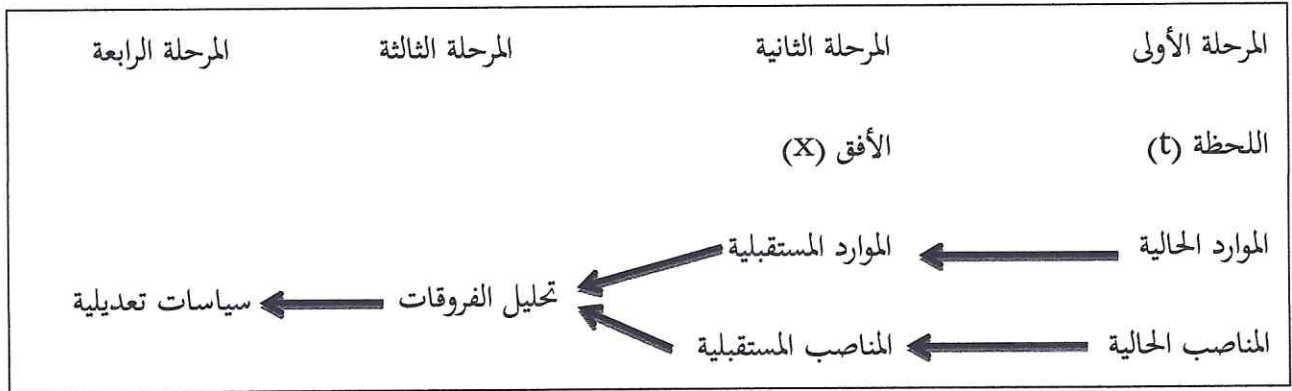 المرحلة الأولى المرحلة الثانية المرحلة الثالثة المرحلة الرابعة
اللحظة (t) الأفق (x)
الموارد الحالية الموارد المستقبلية
تحليل الفروقات سياسات تعديلية
المناصب الحالية المناصب المستقبلية